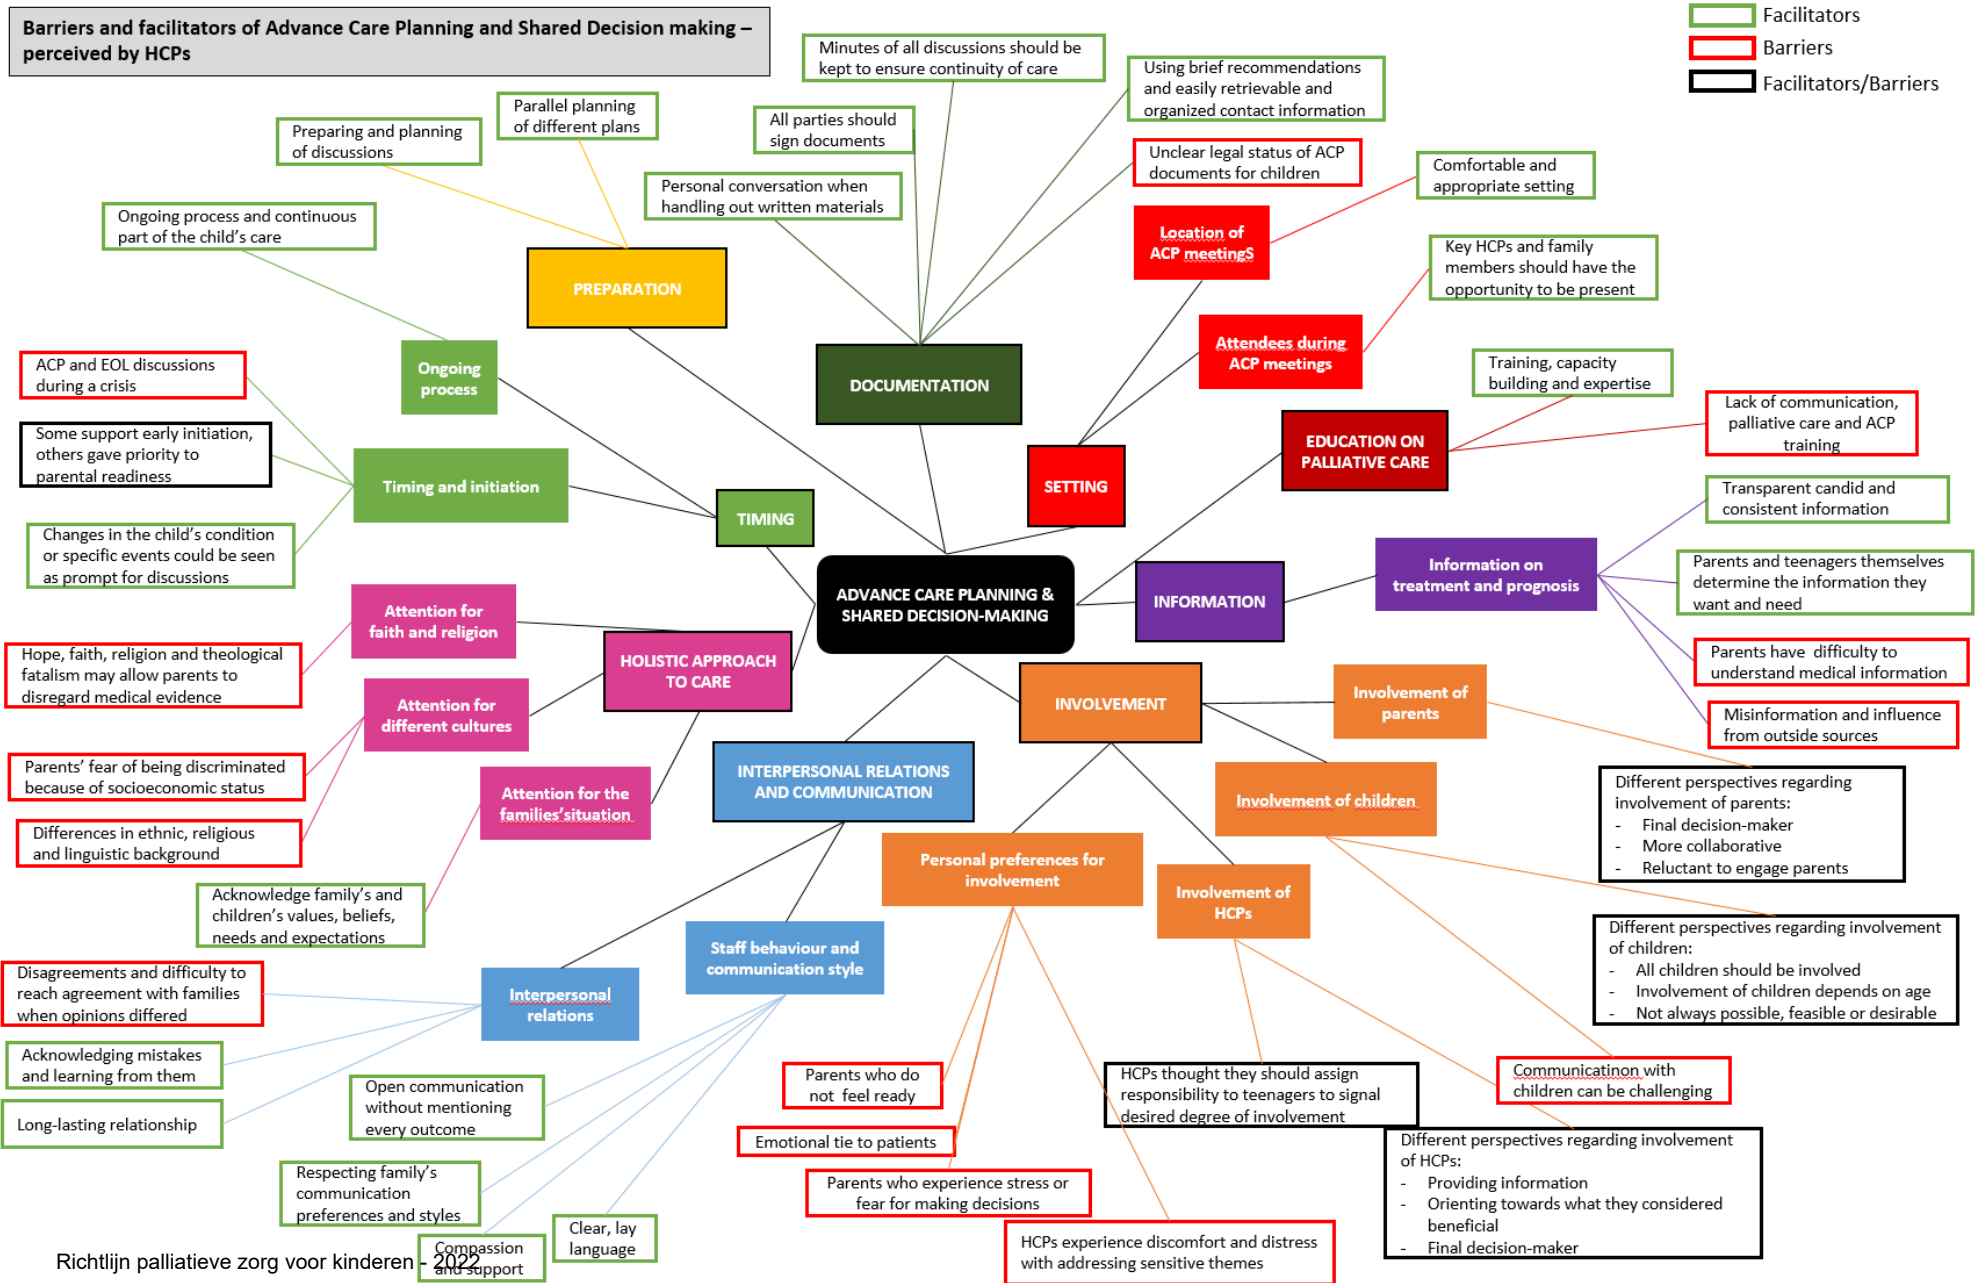 Barriers and facilitators of Advance Care Planning and Shared Decision making –
perceived by HCPs
Facilitators
Barriers
Facilitators/Barriers
Minutes of all discussions should be
kept to ensure continuity of care
Using brief recommendations
and easily retrievable and
organized contact information
Parallel planning
of different plans
Preparing and planning
of discussions
All parties should
sign documents
Unclear legal status of ACP
documents for children
Comfortable and
appropriate setting
Personal conversation when
handling out written materials
Ongoing process and continuous
part of the child's care
Location of
ACP meetingS
Key HCPs and family
members should have the
opportunity to be present
PREPARATION
Attendees during
ACP meetings
ACP and EOL discussions
during a crisis
Ongoing
process
DOCUMENTATION
Training, capacity
building and expertise
Lack of communication,
palliative care and ACP
training
Some support early initiation,
others gave priority to
parental readiness
EDUCATION ON
PALLIATIVE CARE
Timing and initiation
SETTING
TIMING
Transparent candid and
consistent information
Changes in the child's condition
or specific events could be seen
as prompt for discussions
Information on
treatment and prognosis
Parents and teenagers themselves
determine the information they
want and need
ADVANCE CARE PLANNING &
SHARED DECISION-MAKING
INFORMATION
Attention for
faith and religion
Hope, faith, religion and theological
fatalism may allow parents to
disregard medical evidence
HOLISTIC APPROACH
TO CARE
Parents have  difficulty to
understand medical information
INVOLVEMENT
Involvement of
parents
Attention for
different cultures
Misinformation and influence
from outside sources
Parents' fear of being discriminated
because of socioeconomic status
INTERPERSONAL RELATIONS
AND COMMUNICATION
Attention for the
families'situation
Involvement of children
Different perspectives regarding
involvement of parents:
- Final decision-maker
- More collaborative
- Reluctant to engage parents
Differences in ethnic, religious
and linguistic background
Personal preferences for
involvement
Involvement of
HCPs
Acknowledge family's and
children's values, beliefs,
needs and expectations
Different perspectives regarding involvement
of children:
- All children should be involved
- Involvement of children depends on age
- Not always possible, feasible or desirable
Staff behaviour and
communication style
Disagreements and difficulty to
reach agreement with families
when opinions differed
Interpersonal
relations
Acknowledging mistakes
and learning from them
Long-lasting relationship
Open communication
without mentioning
every outcome
Parents who do
not  feel ready
HCPs thought they should assign
responsibility to teenagers to signal
desired degree of involvement
Communicatinon with
children can be challenging
Emotional tie to patients
Different perspectives regarding involvement
of HCPs:
- Providing information
- Orienting towards what they considered
beneficial
- Final decision-maker
Respecting family's
communication
preferences and styles
Parents who experience stress or
fear for making decisions
Clear, lay
language
Compassion
and support
HCPs experience discomfort and distress
with addressing sensitive themes
Richtlijn palliatieve zorg voor kinderen - 2022